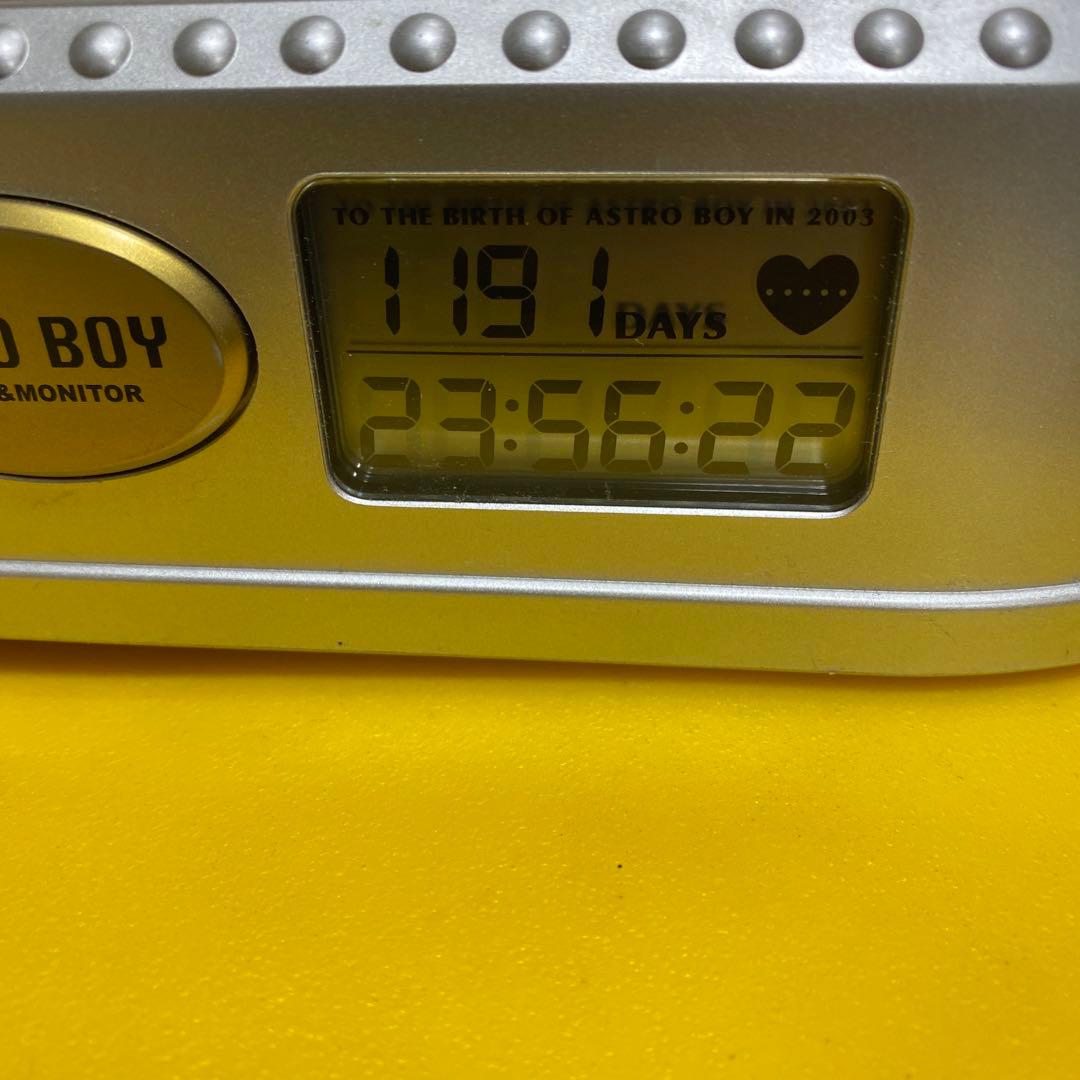 BOY
&MONITOR
TO THE BIRTH OF ASTRO BOY IN 2003
1191 DAYS
23:56:22